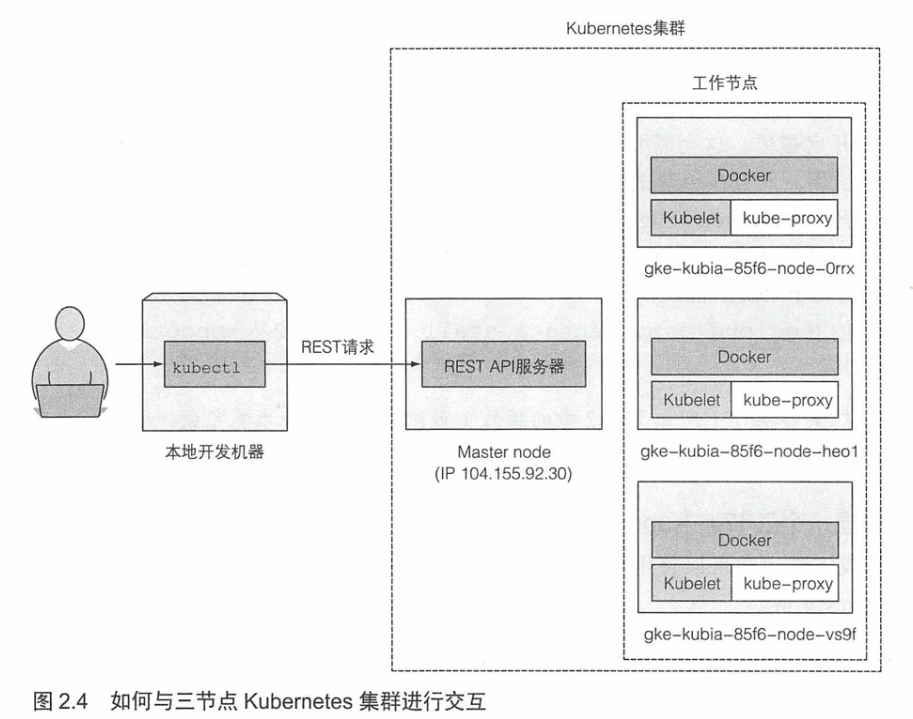 Kubernetes集群
工作节点
Docker
Kubelet
kube-proxy
gke-kubia-85f6-node-0rrx
kubectl
本地开发机器
REST请求
REST API服务器
Master node
(IP 104.155.92.30)
Docker
Kubelet
kube-proxy
gke-kubia-85f6-node-heo1
Docker
Kubelet
kube-proxy
gke-kubia-85f6-node-vs9f
图 2.4 如何与三节点 Kubernetes 集群进行交互